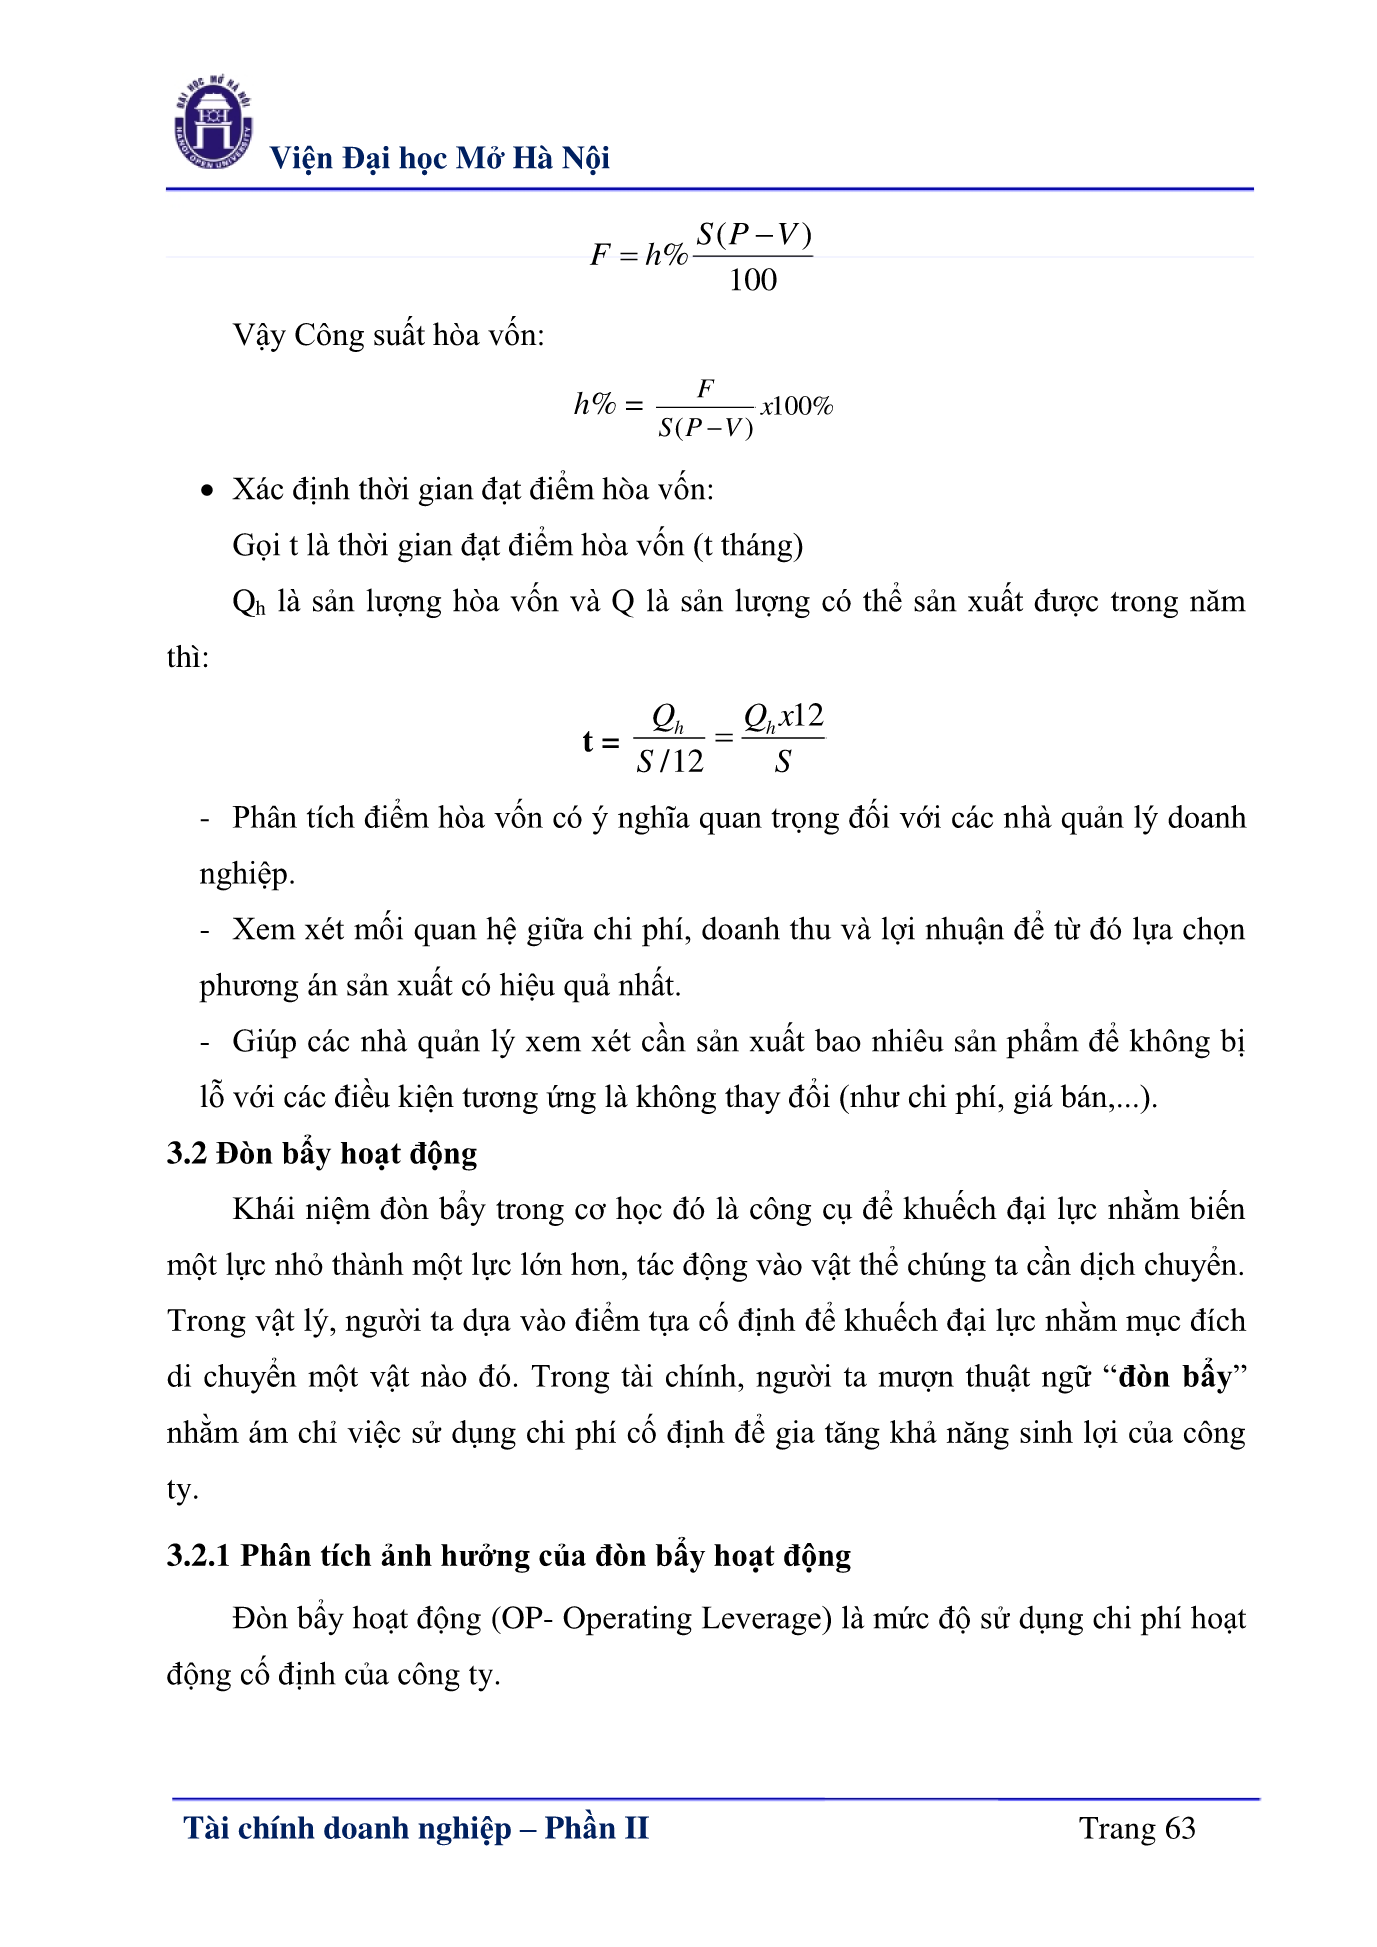 ĐẠI HỌC MỞ HÀ NỘI
HANOI OPEN UNIVERSITY
Viện Đại học Mở Hà Nội
F = h% S(P − V) / 100
Vậy Công suất hòa vốn:
h% = F / S(P − V) x100%
• Xác định thời gian đạt điểm hòa vốn:
Gọi t là thời gian đạt điểm hòa vốn (t tháng)
Qh là sản lượng hòa vốn và Q là sản lượng có thể sản xuất được trong năm
thì:
t = Qh / S/12 = Qh x12 / S
- Phân tích điểm hòa vốn có ý nghĩa quan trọng đối với các nhà quản lý doanh
nghiệp.
- Xem xét mối quan hệ giữa chi phí, doanh thu và lợi nhuận để từ đó lựa chọn
phương án sản xuất có hiệu quả nhất.
- Giúp các nhà quản lý xem xét cần sản xuất bao nhiêu sản phẩm để không bị
lỗ với các điều kiện tương ứng là không thay đổi (như chi phí, giá bán,...).
3.2 Đòn bẩy hoạt động
Khái niệm đòn bẩy trong cơ học đó là công cụ để khuếch đại lực nhằm biến
một lực nhỏ thành một lực lớn hơn, tác động vào vật thể chúng ta cần dịch chuyển.
Trong vật lý, người ta dựa vào điểm tựa cố định để khuếch đại lực nhằm mục đích
di chuyển một vật nào đó. Trong tài chính, người ta mượn thuật ngữ “đòn bẩy”
nhằm ám chỉ việc sử dụng chi phí cố định để gia tăng khả năng sinh lợi của công
ty.
3.2.1 Phân tích ảnh hưởng của đòn bẩy hoạt động
Đòn bẩy hoạt động (OP- Operating Leverage) là mức độ sử dụng chi phí hoạt
động cố định của công ty.
Tài chính doanh nghiệp – Phần II Trang 63